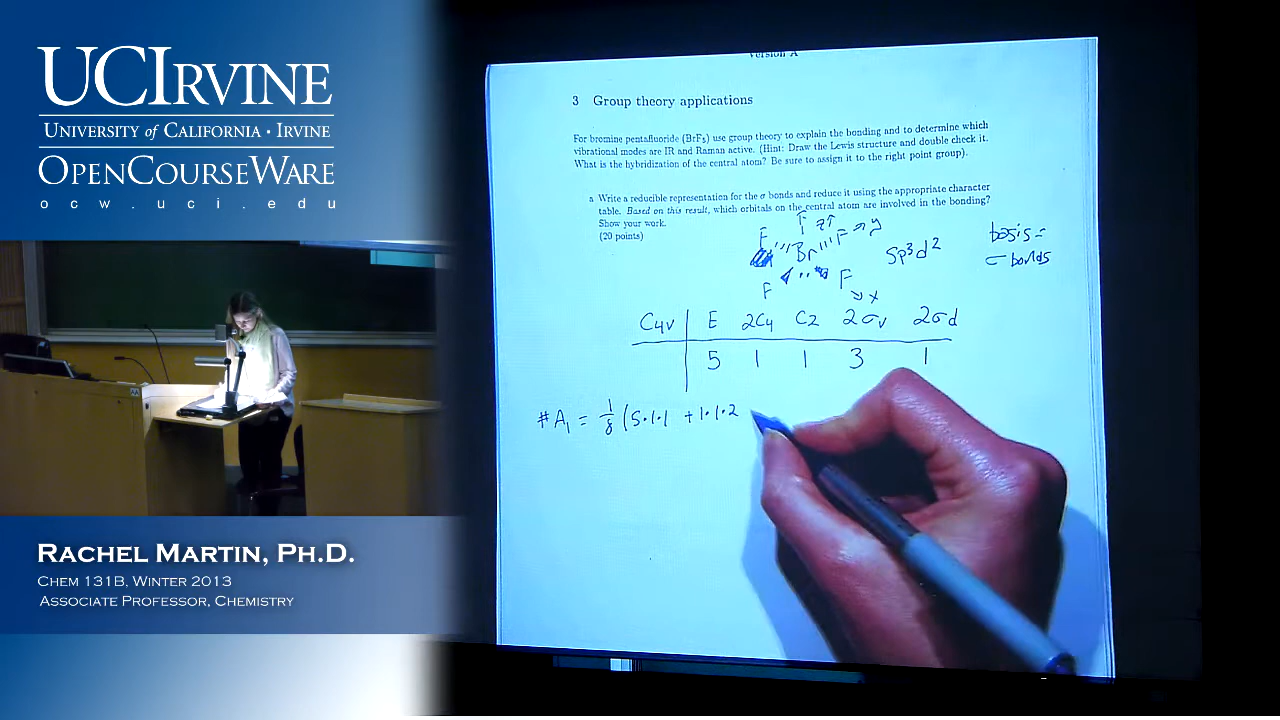 UCIRVINE
UNIVERSITY of CALIFORNIA · IRVINE
OPENCOURSEWARE
ocw.uci.edu
RACHEL MARTIN, PH.D.
CHEM 131B, WINTER 2013
ASSOCIATE PROFESSOR, CHEMISTRY
Version A
3 Group theory applications
For bromine pentafluoride (BrF5) use group theory to explain the bonding and to determine which
vibrational modes are IR and Raman active. (Hint: Draw the Lewis structure and double check it.
What is the hybridization of the central atom? Be sure to assign it to the right point group).
a Write a reducible representation for the σ bonds and reduce it using the appropriate character
table. Based on this result, which orbitals on the central atom are involved in the bonding?
Show your work.
(20 points)
F z↑
F Br F → y
F F
↘ x
sp³d²
basis =
σ bonds
C4v E 2C4 C2 2σv 2σd
5 1 1 3 1
#A1 = 1/8 (5·1·1 + 1·1·2